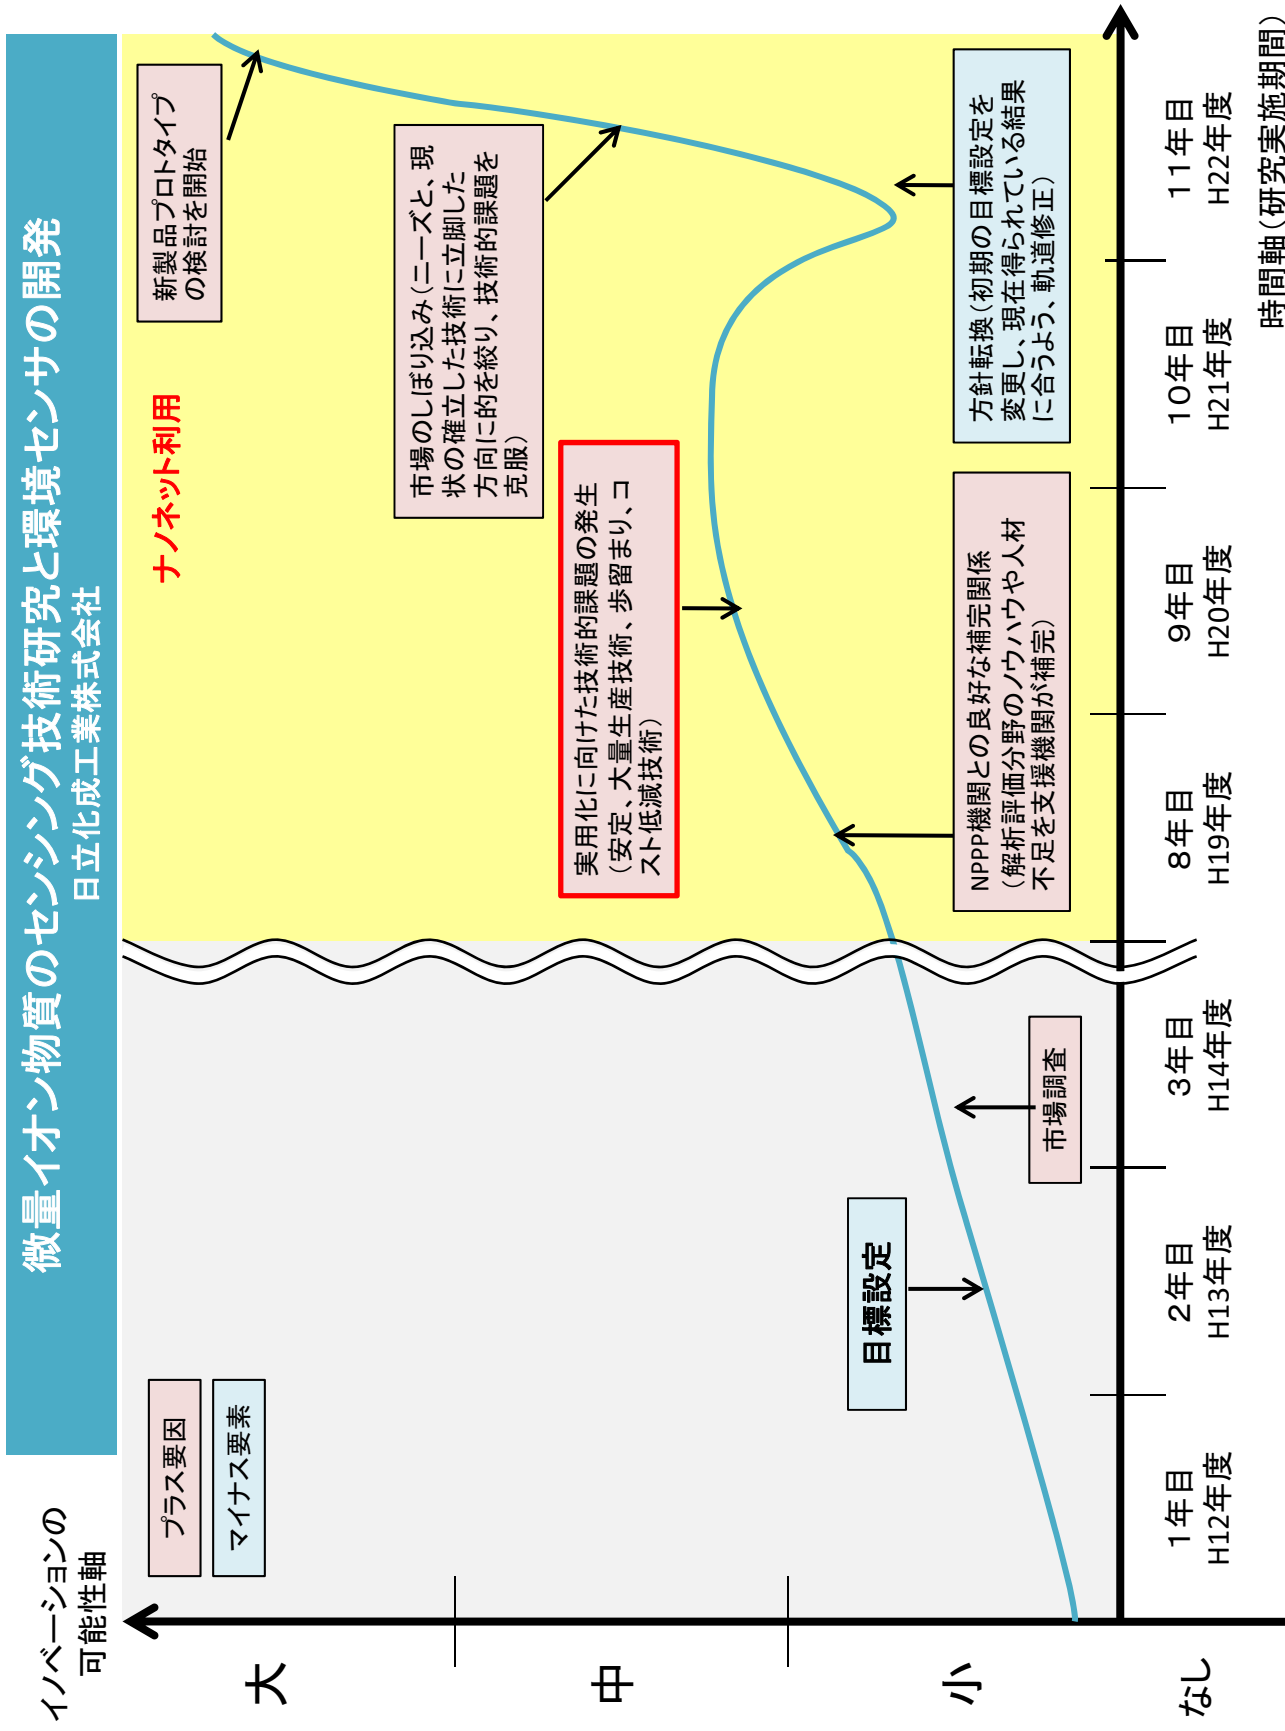 微量イオン物質のセンシング技術研究と環境センサの開発
日立化成工業株式会社
イノベーションの
可能性軸
大
中
小
なし
プラス要因
マイナス要素
ナノネット利用
目標設定
市場調査
NPPP機関との良好な補完関係
(解析評価分野のノウハウや人材
不足を支援機関が補完)
実用化に向けた技術的課題の発生
(安定、大量生産技術、歩留まり、コ
スト低減技術)
方針転換(初期の目標設定を
変更し、現在得られている結果
に合うよう、軌道修正)
市場のしぼり込み(ニーズと、現
状の確立した技術に立脚した
方向に的を絞り、技術的課題を
克服)
新製品プロトタイプ
の検討を開始
1年目
H12年度
2年目
H13年度
3年目
H14年度
8年目
H19年度
9年目
H20年度
10年目
H21年度
11年目
H22年度
時間軸(研究実施期間)